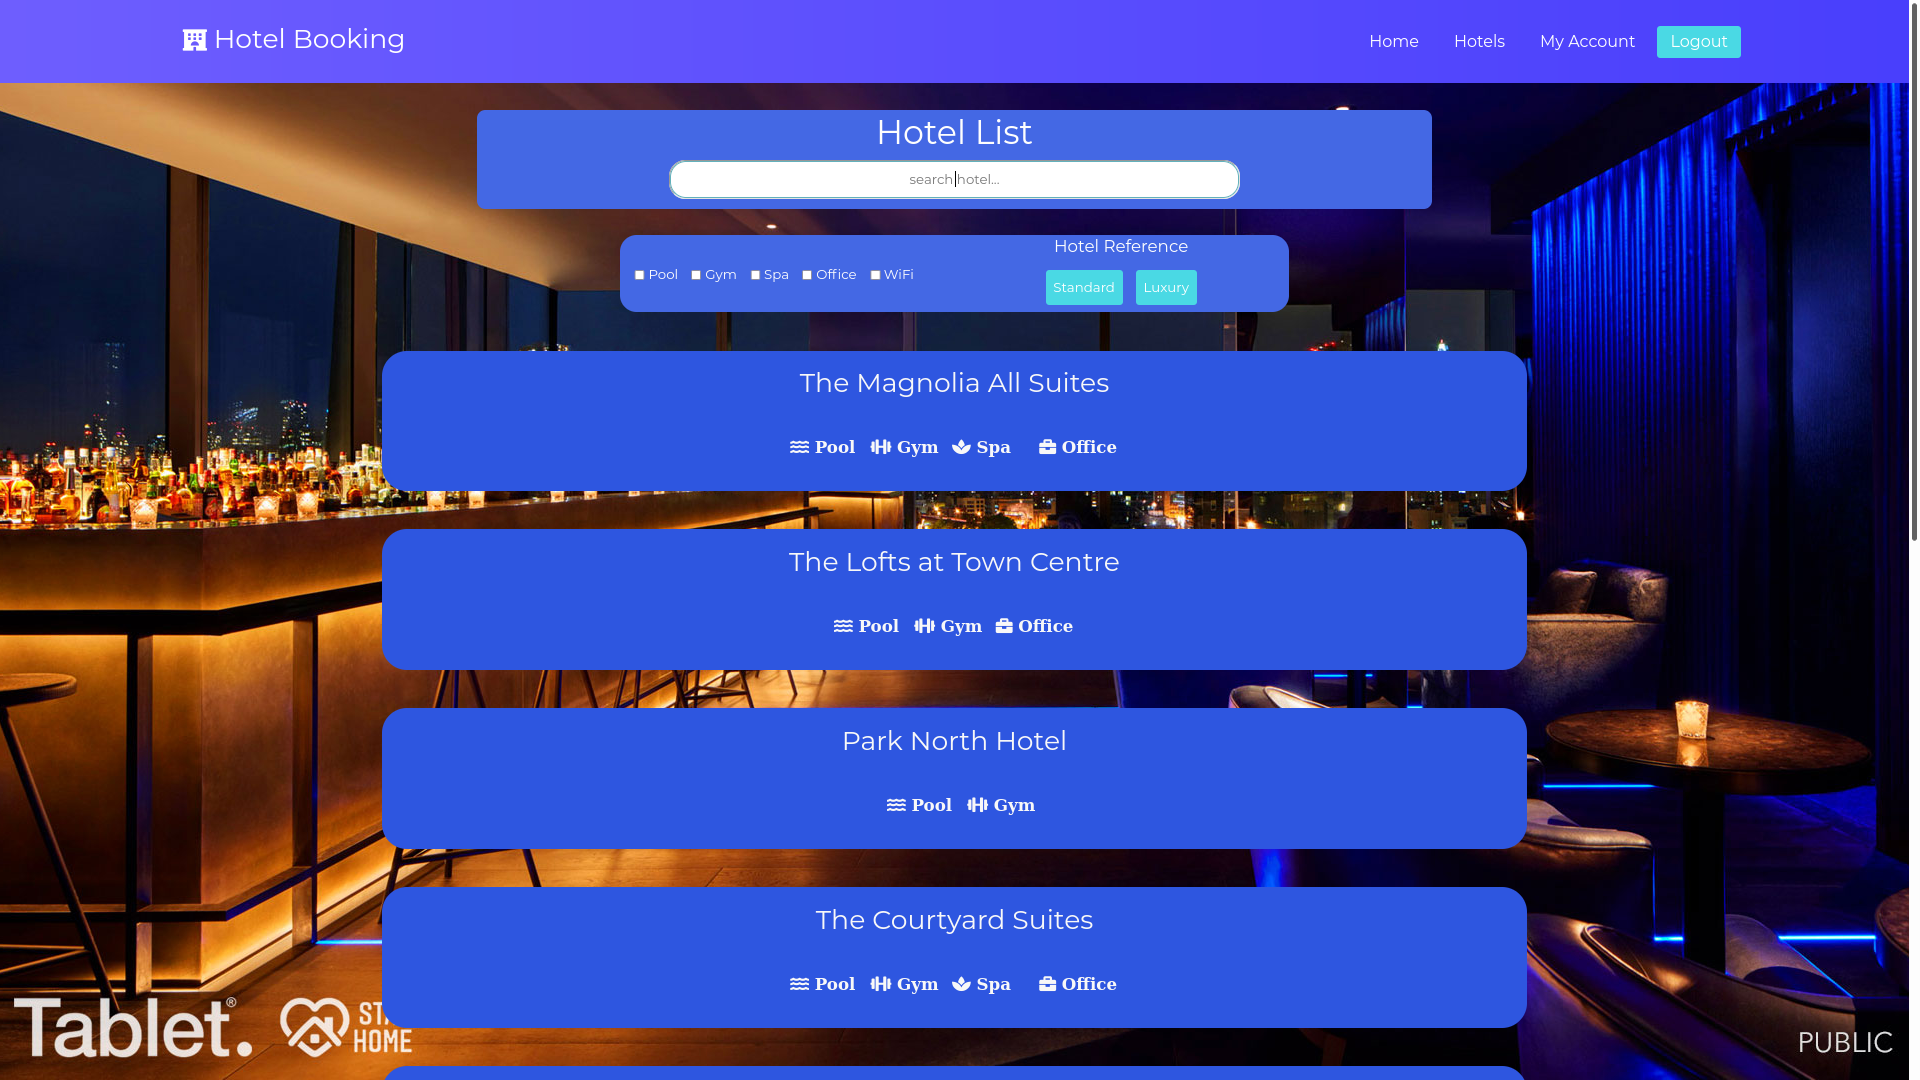 Hotel Booking
Home
Hotels
My Account
Logout
Hotel List
search hotel...
Pool
Gym
Spa
Office
WiFi
Hotel Reference
Standard
Luxury
The Magnolia All Suites
Pool
Gym
Spa
Office
The Lofts at Town Centre
Pool
Gym
Office
Park North Hotel
Pool
Gym
The Courtyard Suites
Pool
Gym
Spa
Office
Tablet.®
HOME
PUBLIC